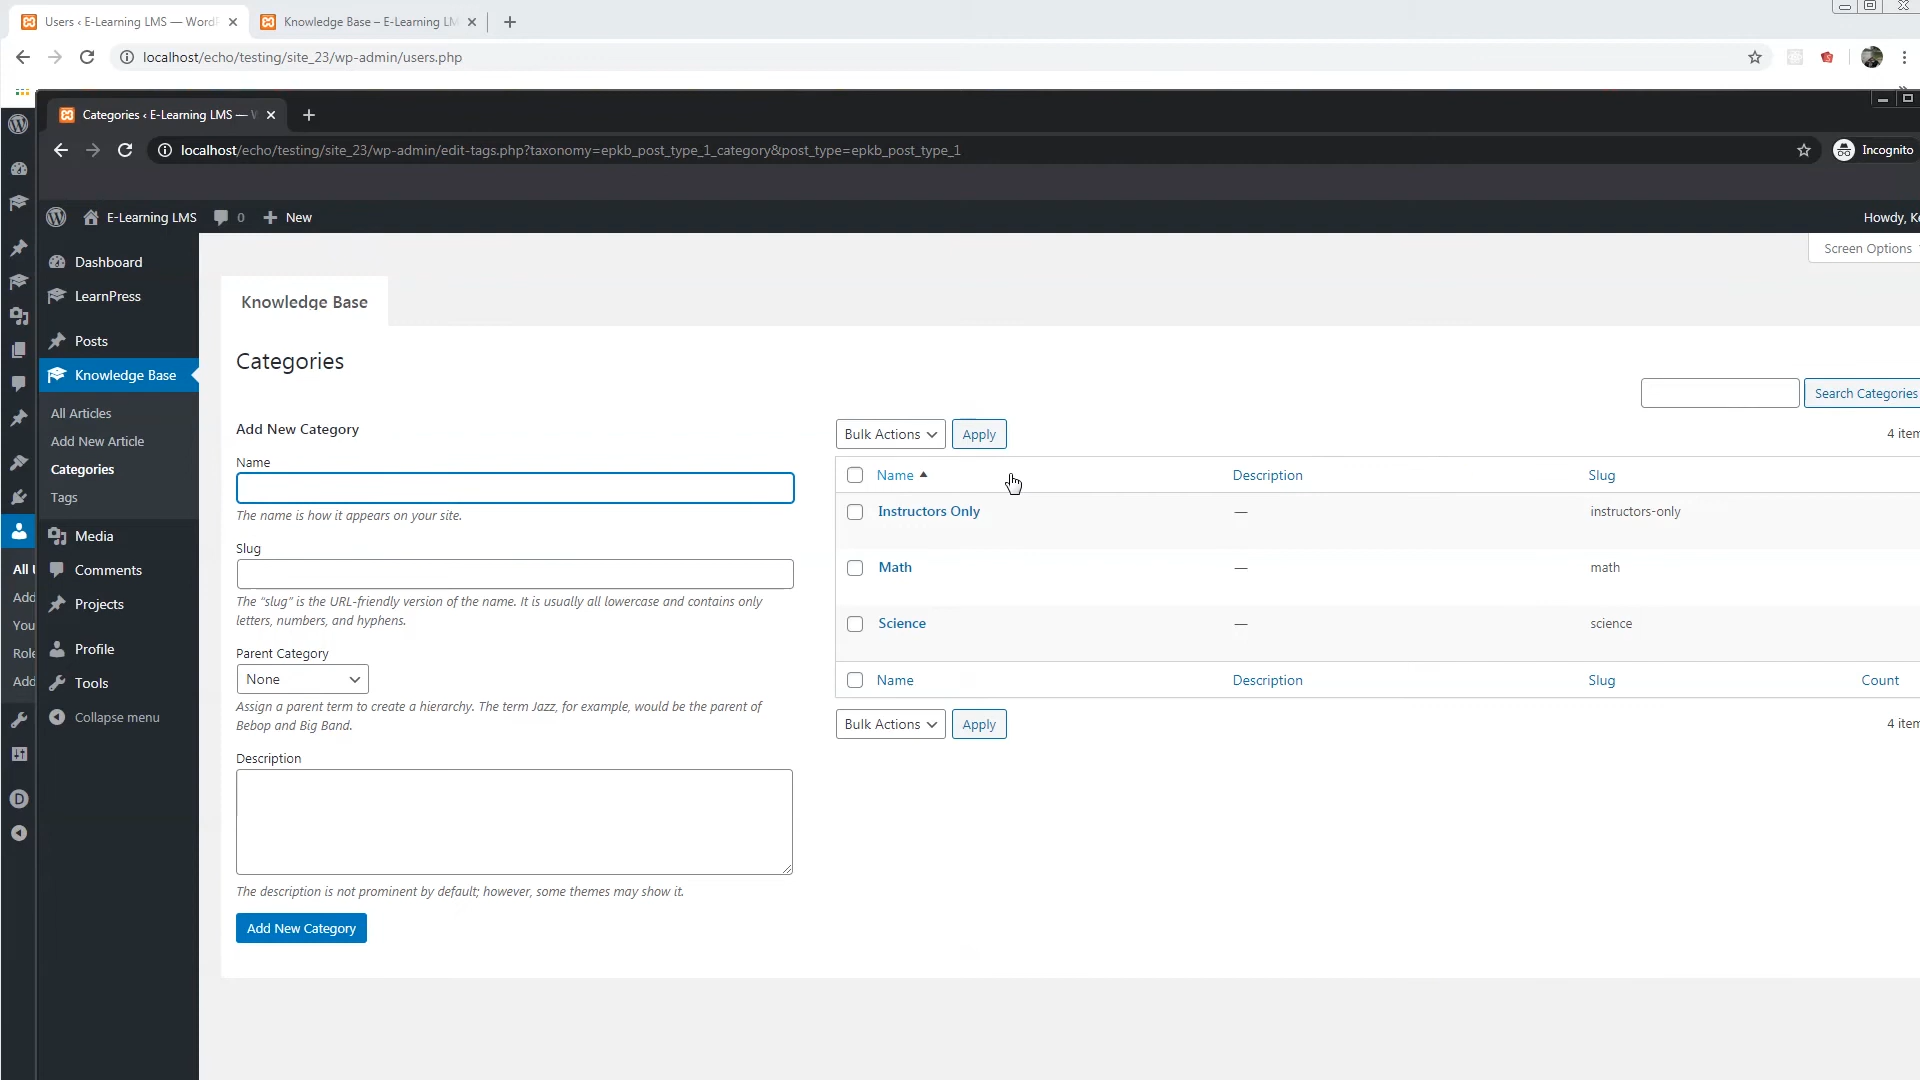 Users ‹ E-Learning LMS — WordP
Knowledge Base – E-Learning LM
localhost/echo/testing/site_23/wp-admin/users.php
Categories ‹ E-Learning LMS — W
localhost/echo/testing/site_23/wp-admin/edit-tags.php?taxonomy=epkb_post_type_1_category&post_type=epkb_post_type_1
Incognito
E-Learning LMS
0
New
Howdy, Ke
Screen Options
Dashboard
LearnPress
Posts
Knowledge Base
All Articles
Add New Article
Categories
Tags
Media
Comments
Projects
Profile
Tools
Collapse menu
All U
Add
You
Role
Add
Knowledge Base
Categories
Search Categories
Add New Category
Name
The name is how it appears on your site.
Slug
The “slug” is the URL-friendly version of the name. It is usually all lowercase and contains only
letters, numbers, and hyphens.
Parent Category
None
Assign a parent term to create a hierarchy. The term Jazz, for example, would be the parent of
Bebop and Big Band.
Description
The description is not prominent by default; however, some themes may show it.
Add New Category
Bulk Actions
Apply
4 item
Name
Description
Slug
Instructors Only
—
instructors-only
Math
—
math
Science
—
science
Name
Description
Slug
Count
Bulk Actions
Apply
4 item